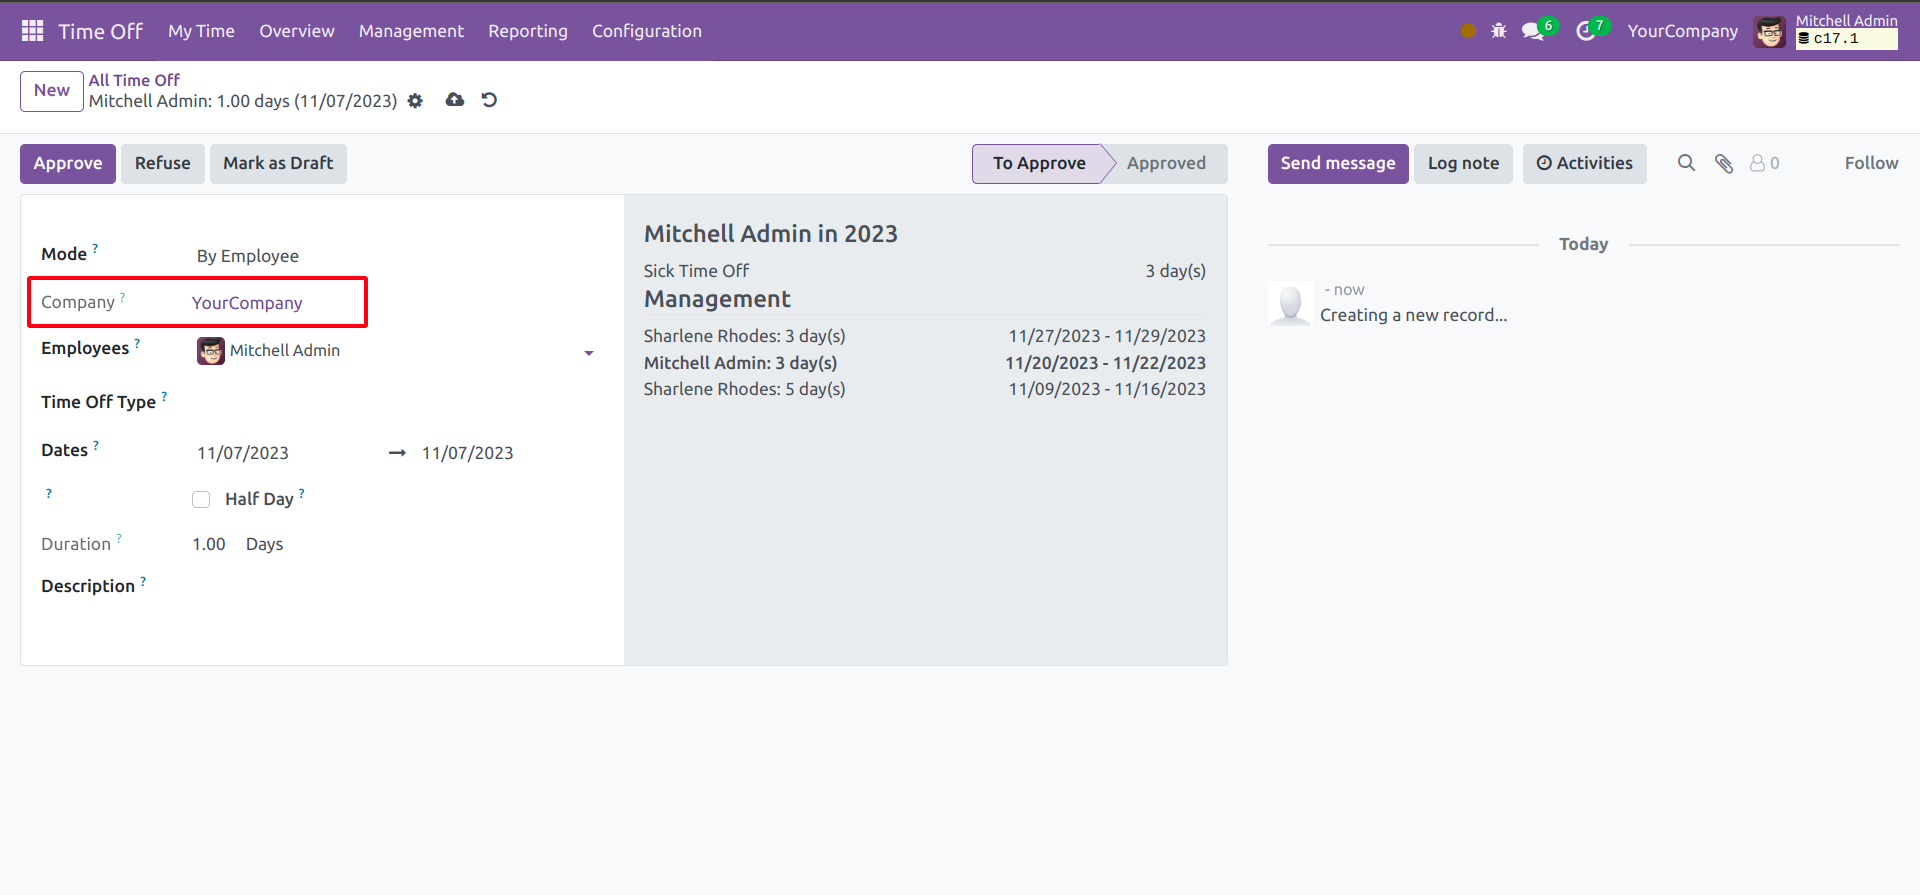 Time Off My Time Overview Management Reporting Configuration 6 7 YourCompany Mitchell Admin
c17.1
New All Time Off
Mitchell Admin: 1.00 days (11/07/2023)
Approve Refuse Mark as Draft To Approve Approved Send message Log note Activities 0 Follow
Mode ? By Employee
Company ? YourCompany
Employees ? Mitchell Admin
Time Off Type ?
Dates ? 11/07/2023 → 11/07/2023
? Half Day ?
Duration ? 1.00 Days
Description ?
Mitchell Admin in 2023
Sick Time Off 3 day(s)
Management
Sharlene Rhodes: 3 day(s) 11/27/2023 - 11/29/2023
Mitchell Admin: 3 day(s) 11/20/2023 - 11/22/2023
Sharlene Rhodes: 5 day(s) 11/09/2023 - 11/16/2023
Today
- now
Creating a new record...